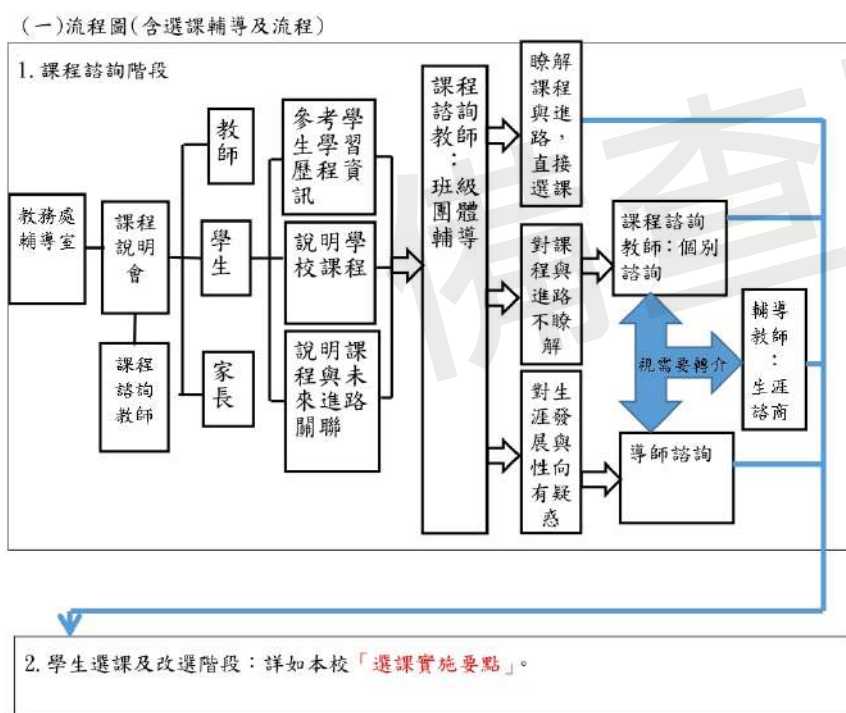 (一)流程圖(含選課輔導及流程)
1. 課程諮詢階段
教務處
輔導室
課程
說明
會
課程
諮詢
教師
教
師
學
生
家
長
參考學
生學習
歷程資
訊
說明學
校課程
說明課
程與未
來進路
關聯
課程
諮詢
教師
：
班級
團體
輔導
瞭解
課程
與進
路，
直接
選課
對課
程與
進路
不瞭
解
對生
涯發
展與
性向
有疑
惑
課程諮詢
教師：個別
諮詢
視需要轉介
導師諮詢
輔導
教師
：
生涯
諮商
2. 學生選課及改選階段：詳如本校「選課實施要點」。
備查